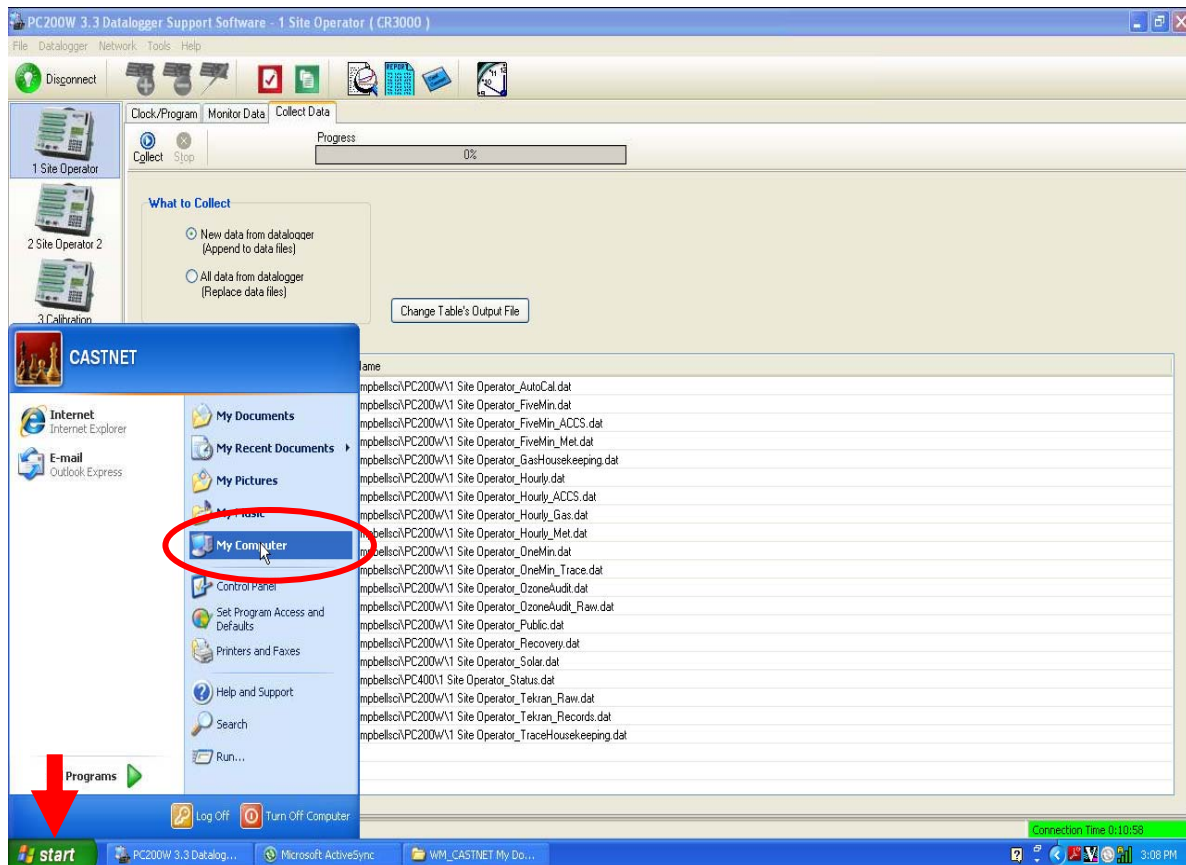 PC200W 3.3 Datalogger Support Software - 1 Site Operator ( CR3000 )
File Datalogger Network Tools Help
Disconnect
REPORT
Clock/Program Monitor Data Collect Data
Collect Stop
Progress
0%
1 Site Operator
2 Site Operator 2
3 Calibration
What to Collect
New data from datalogger
(Append to data files)
All data from datalogger
(Replace data files)
Change Table's Output File
CASTNET
Internet
Internet Explorer
E-mail
Outlook Express
Programs
My Documents
My Recent Documents
My Pictures
My Music
My Computer
Control Panel
Set Program Access and
Defaults
Printers and Faxes
Help and Support
Search
Run...
Log Off Turn Off Computer
ame
mpbellsci\PC200W\1 Site Operator_AutoCal.dat
mpbellsci\PC200W\1 Site Operator_FiveMin.dat
mpbellsci\PC200W\1 Site Operator_FiveMin_ACCS.dat
mpbellsci\PC200W\1 Site Operator_FiveMin_Met.dat
mpbellsci\PC200W\1 Site Operator_GasHousekeeping.dat
mpbellsci\PC200W\1 Site Operator_Hourly.dat
mpbellsci\PC200W\1 Site Operator_Hourly_ACCS.dat
mpbellsci\PC200W\1 Site Operator_Hourly_Gas.dat
mpbellsci\PC200W\1 Site Operator_Hourly_Met.dat
mpbellsci\PC200W\1 Site Operator_OneMin.dat
mpbellsci\PC200W\1 Site Operator_OneMin_Trace.dat
mpbellsci\PC200W\1 Site Operator_OzoneAudit.dat
mpbellsci\PC200W\1 Site Operator_OzoneAudit_Raw.dat
mpbellsci\PC200W\1 Site Operator_Public.dat
mpbellsci\PC200W\1 Site Operator_Recovery.dat
mpbellsci\PC200W\1 Site Operator_Solar.dat
mpbellsci\PC400\1 Site Operator_Status.dat
mpbellsci\PC200W\1 Site Operator_Tekran_Raw.dat
mpbellsci\PC200W\1 Site Operator_Tekran_Records.dat
mpbellsci\PC200W\1 Site Operator_TraceHousekeeping.dat
Connection Time 0:10:58
start PC200W 3.3 Datalog... Microsoft ActiveSync WM_CASTNET My Do... 3:08 PM